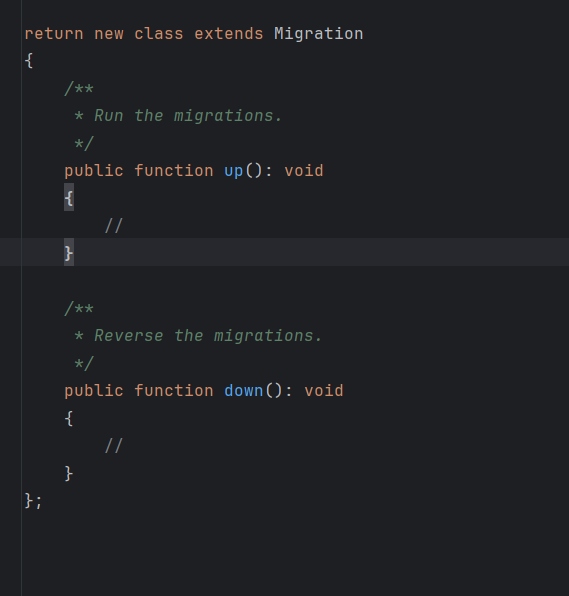 return new class extends Migration
{
    /**
     * Run the migrations.
     */
    public function up(): void
    {
        //
    }

    /**
     * Reverse the migrations.
     */
    public function down(): void
    {
        //
    }
};